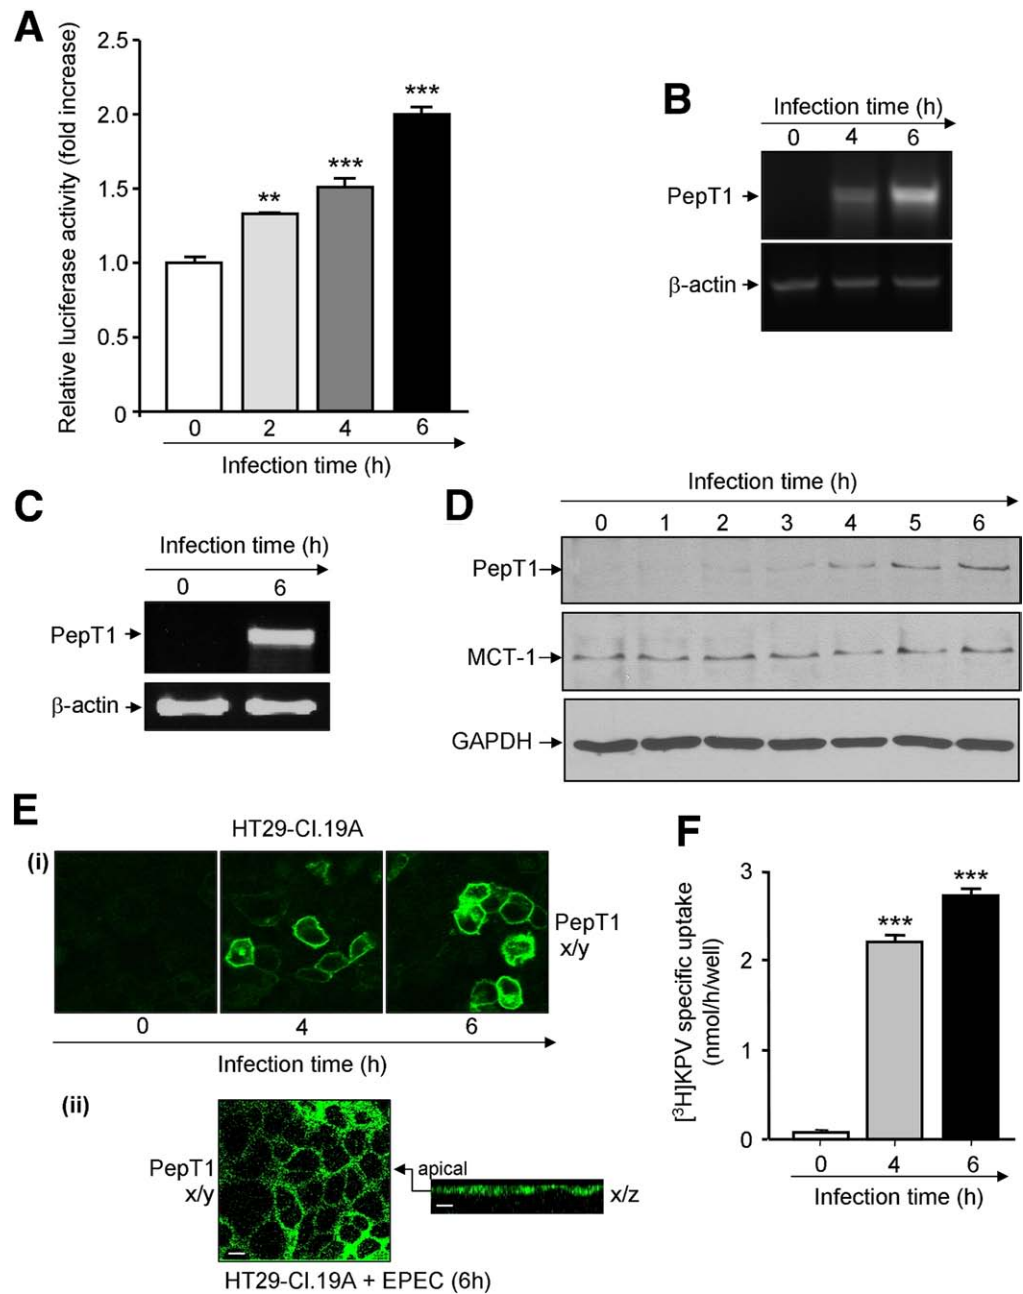 A
Relative luciferase activity (fold increase)
2.5
2.0
1.5
1.0
0.5
0
**
***
***
0 2 4 6
Infection time (h)
B
Infection time (h)
0 4 6
PepT1
β-actin
C
Infection time (h)
0 6
PepT1
β-actin
D
Infection time (h)
0 1 2 3 4 5 6
PepT1
MCT-1
GAPDH
E
HT29-Cl.19A
(i)
PepT1
x/y
0 4 6
Infection time (h)
(ii)
PepT1
x/y
apical
x/z
HT29-Cl.19A + EPEC (6h)
F
[³H]KPV specific uptake
(nmol/h/well)
3
2
1
0
***
***
0 4 6
Infection time (h)